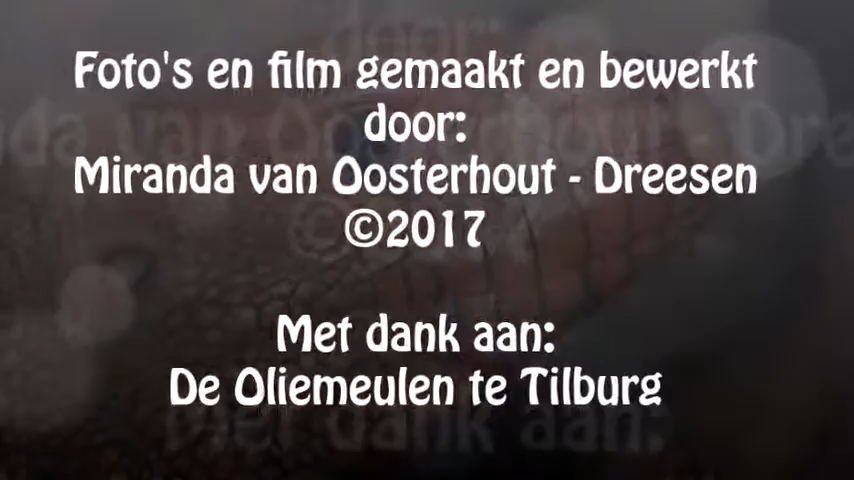 Foto's en film gemaakt en bewerkt
door:
Miranda van Oosterhout - Dreesen
©2017
Met dank aan:
De Oliemeulen te Tilburg